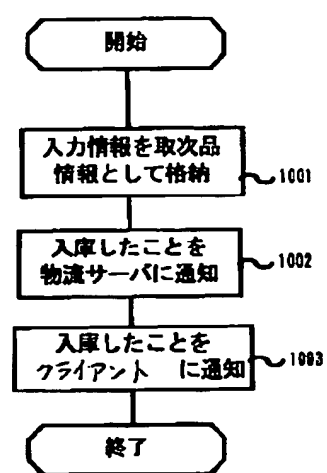 開始
入力情報を取次品
情報として格納
1001
入庫したことを
物流サーバに通知
1002
入庫したことを
クライアント に通知
1003
終了